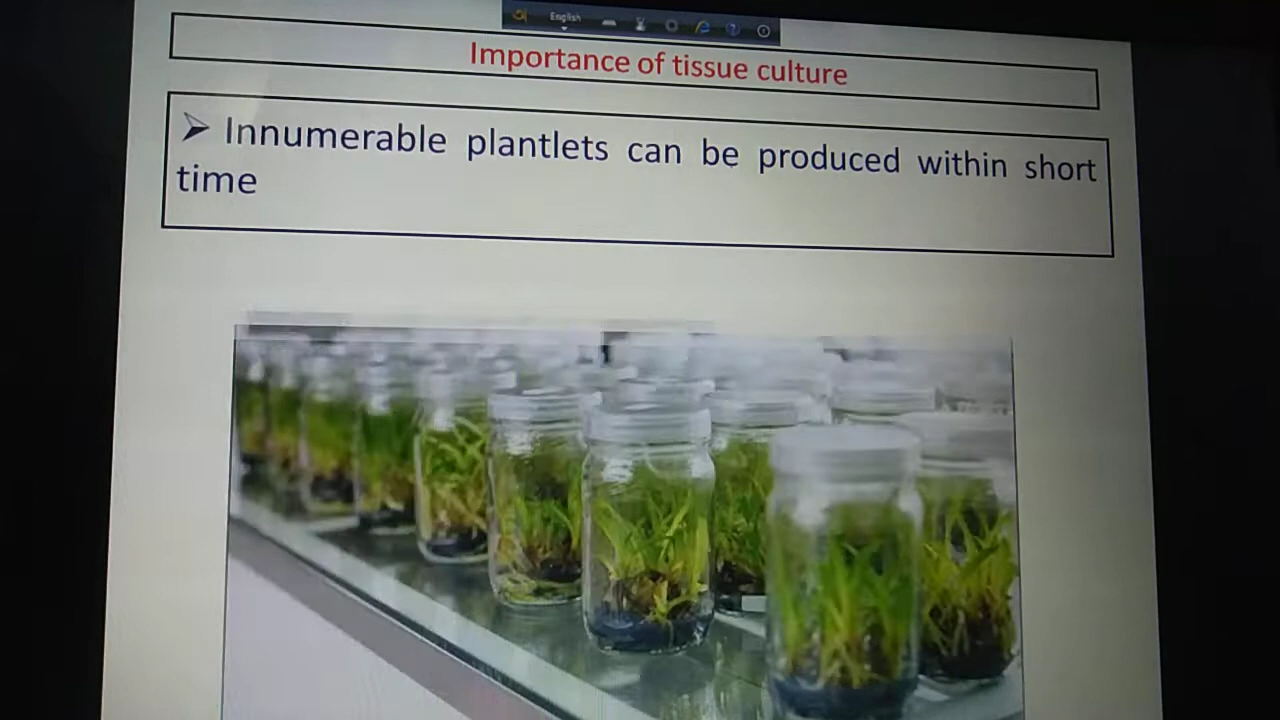 English
Importance of tissue culture
➢ Innumerable plantlets can be produced within short
time